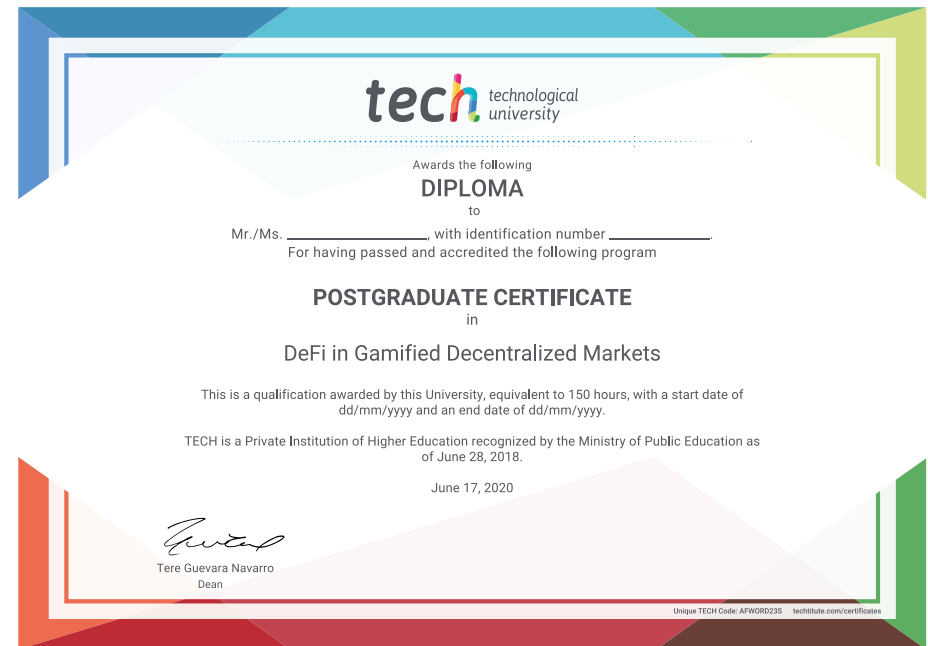 tech technological
university
Awards the following
DIPLOMA
to
Mr./Ms. ____________________, with identification number ______________.
For having passed and accredited the following program
POSTGRADUATE CERTIFICATE
in
DeFi in Gamified Decentralized Markets
This is a qualification awarded by this University, equivalent to 150 hours, with a start date of
dd/mm/yyyy and an end date of dd/mm/yyyy.
TECH is a Private Institution of Higher Education recognized by the Ministry of Public Education as
of June 28, 2018.
June 17, 2020
Tere Guevara Navarro
Dean
Unique TECH Code: AFWORD23S techtitute.com/certificates